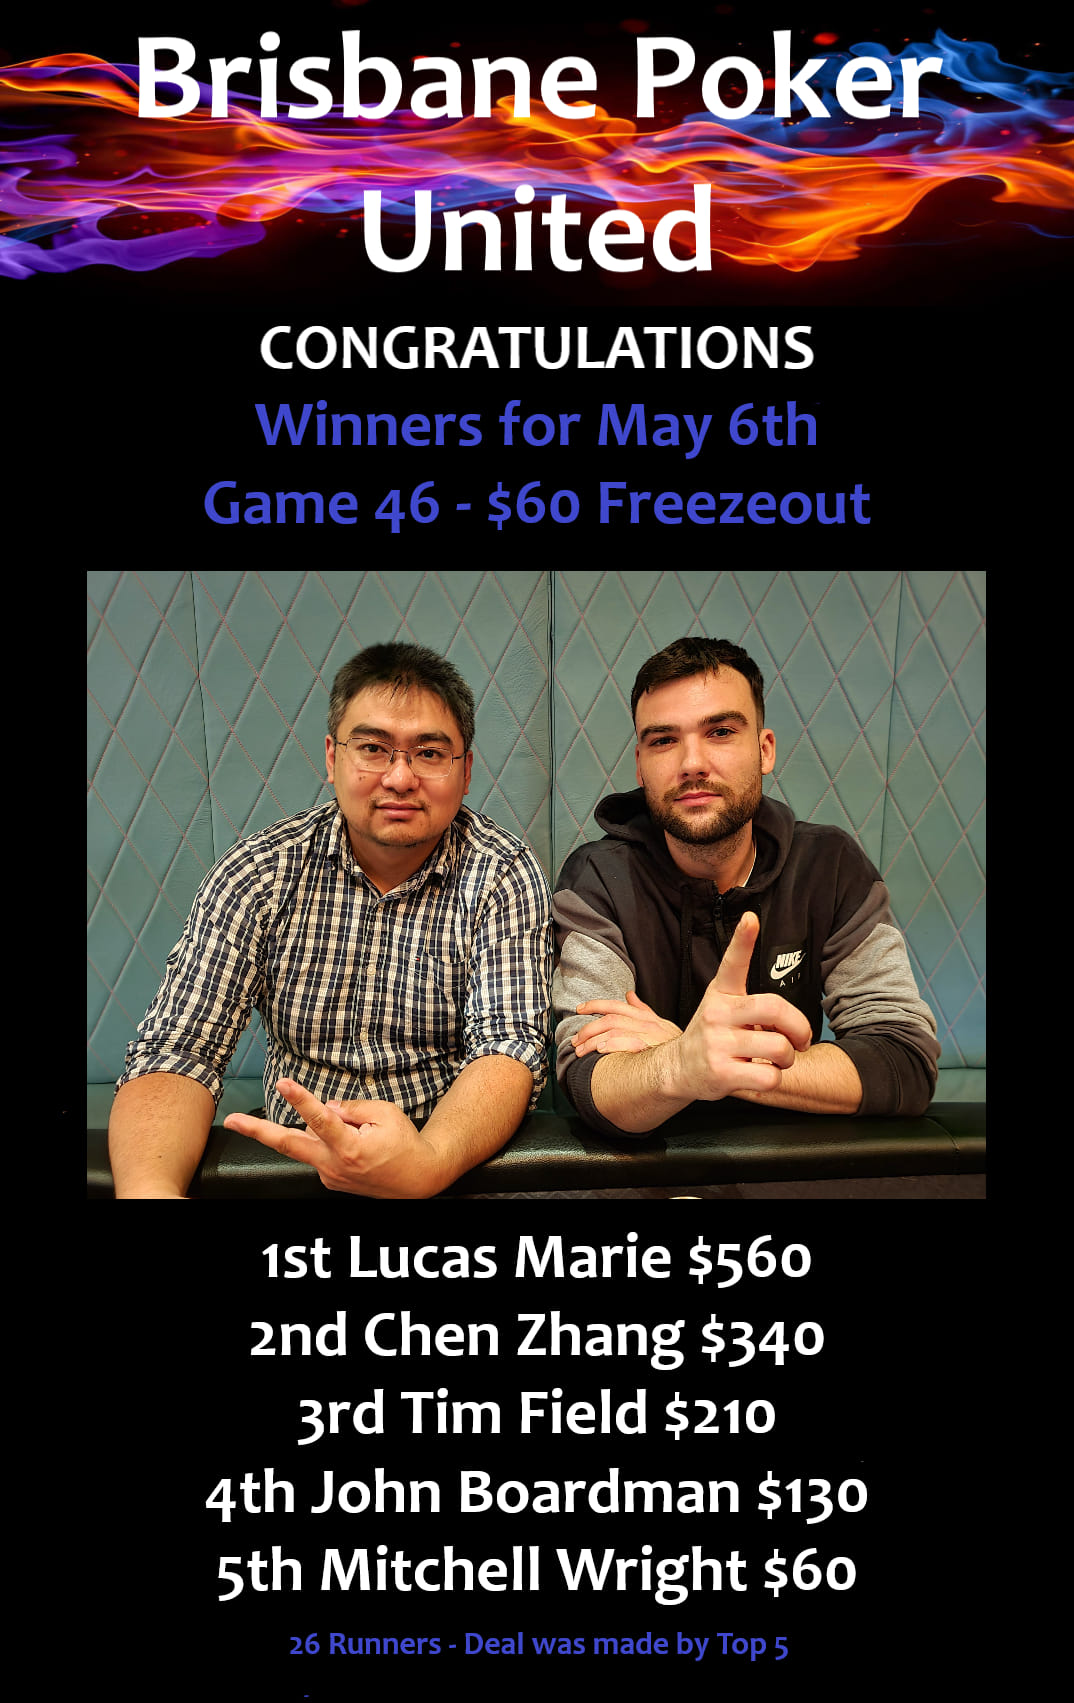 Brisbane Poker
United
CONGRATULATIONS
Winners for May 6th
Game 46 - $60 Freezeout
NIKE
AIR
1st Lucas Marie $560
2nd Chen Zhang $340
3rd Tim Field $210
4th John Boardman $130
5th Mitchell Wright $60
26 Runners - Deal was made by Top 5